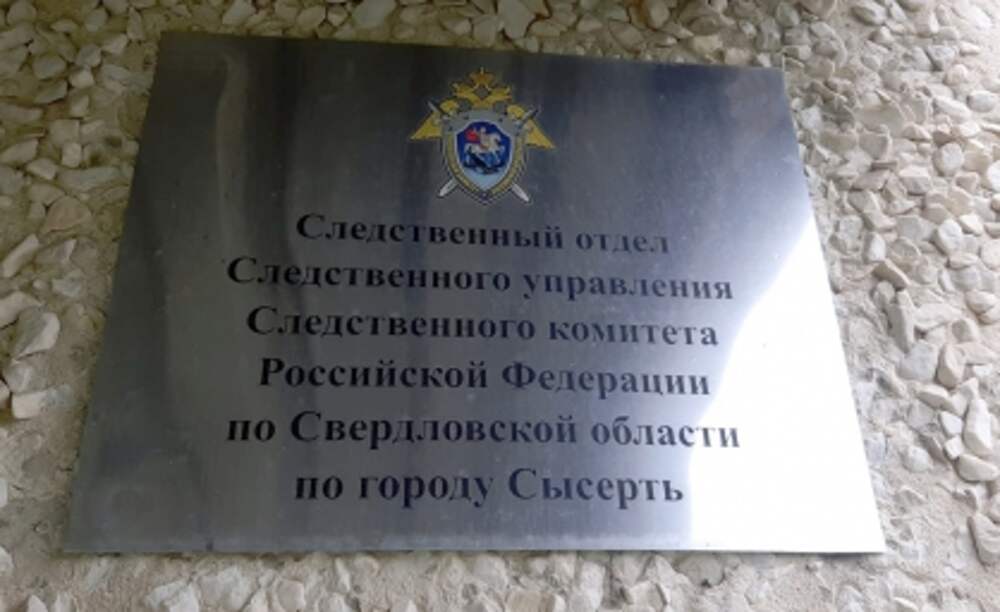 Следственный отдел
Следственного управления
Следственного комитета
Российской Федерации
по Свердловской области
по городу Сысерть